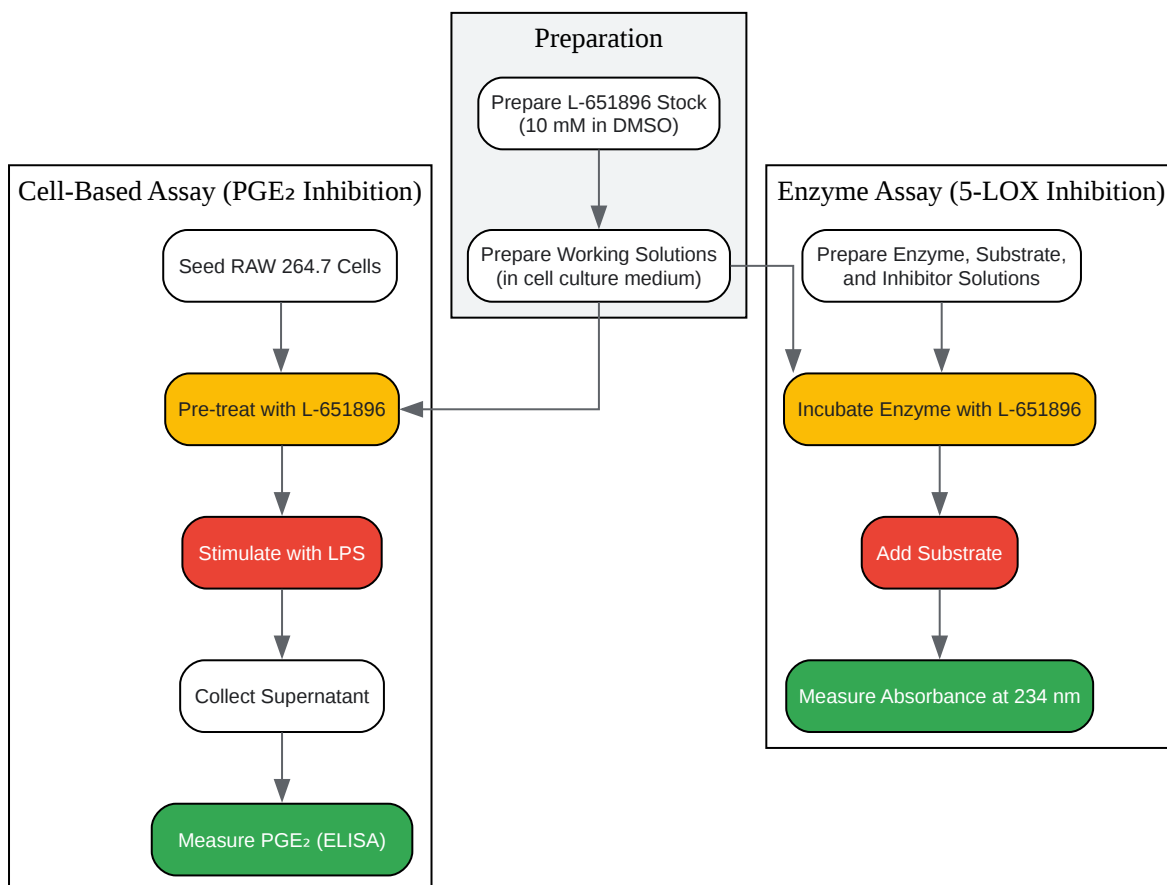 Preparation
Prepare L-651896 Stock
(10 mM in DMSO)
Prepare Working Solutions
(in cell culture medium)
Cell-Based Assay (PGE₂ Inhibition)
Seed RAW 264.7 Cells
Pre-treat with L-651896
Stimulate with LPS
Collect Supernatant
Measure PGE₂ (ELISA)
Enzyme Assay (5-LOX Inhibition)
Prepare Enzyme, Substrate,
and Inhibitor Solutions
Incubate Enzyme with L-651896
Add Substrate
Measure Absorbance at 234 nm